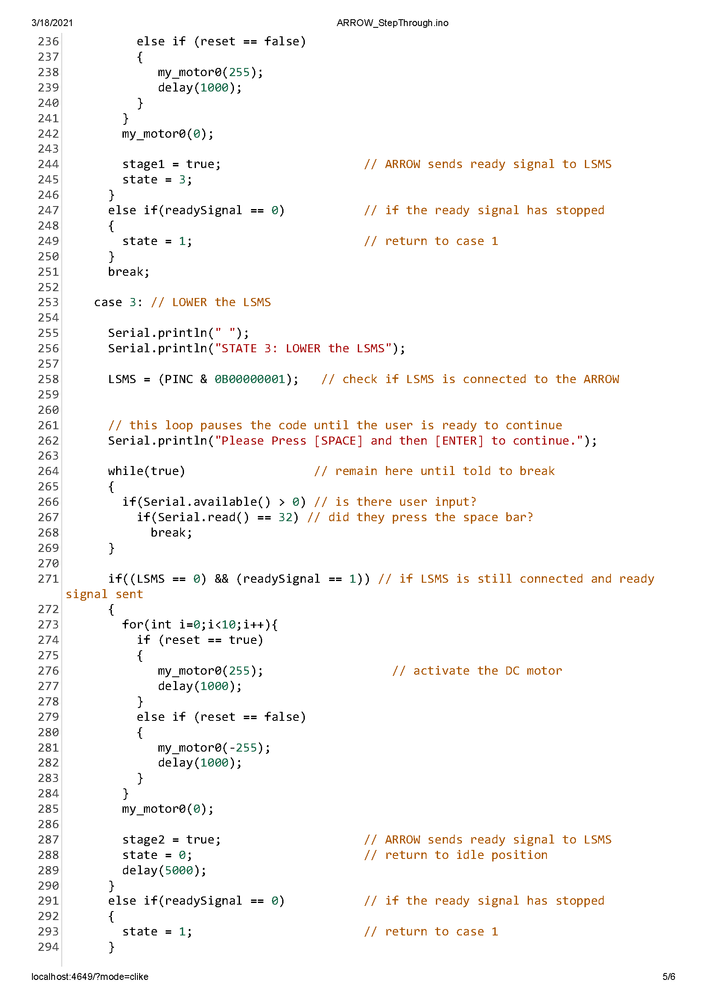 3/18/2021 ARROW_StepThrough.ino
236 else if (reset == false)
237 {
238 my_motor0(255);
239 delay(1000);
240 }
241 }
242 my_motor0(0);
243
244 stage1 = true; // ARROW sends ready signal to LSMS
245 state = 3;
246 }
247 else if(readySignal == 0) // if the ready signal has stopped
248 {
249 state = 1; // return to case 1
250 }
251 break;
252
253 case 3: // LOWER the LSMS
254
255 Serial.println(" ");
256 Serial.println("STATE 3: LOWER the LSMS");
257
258 LSMS = (PINC & 0B00000001); // check if LSMS is connected to the ARROW
259
260
261 // this loop pauses the code until the user is ready to continue
262 Serial.println("Please Press [SPACE] and then [ENTER] to continue.");
263
264 while(true) // remain here until told to break
265 {
266 if(Serial.available() > 0) // is there user input?
267 if(Serial.read() == 32) // did they press the space bar?
268 break;
269 }
270
271 if((LSMS == 0) && (readySignal == 1)) // if LSMS is still connected and ready
signal sent
272 {
273 for(int i=0;i<10;i++){
274 if (reset == true)
275 {
276 my_motor0(255); // activate the DC motor
277 delay(1000);
278 }
279 else if (reset == false)
280 {
281 my_motor0(-255);
282 delay(1000);
283 }
284 }
285 my_motor0(0);
286
287 stage2 = true; // ARROW sends ready signal to LSMS
288 state = 0; // return to idle position
289 delay(5000);
290 }
291 else if(readySignal == 0) // if the ready signal has stopped
292 {
293 state = 1; // return to case 1
294 }
localhost:4649/?mode=clike 5/6